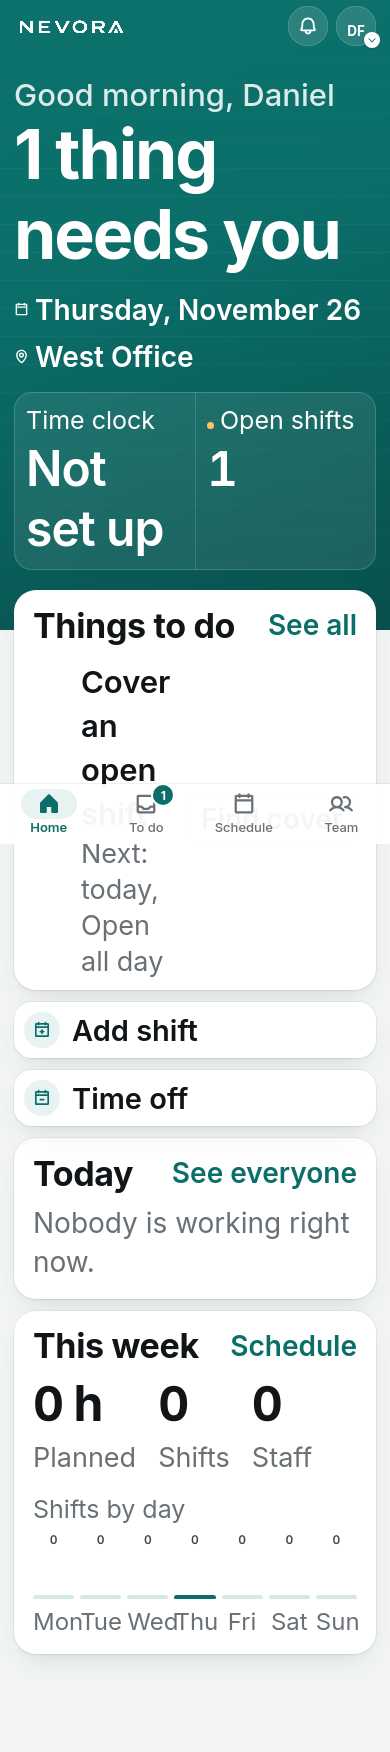 NEVORA
DF
Good morning, Daniel
1 thing
needs you
Thursday, November 26
West Office
Time clock
Not
set up
Open shifts
1
Things to do
See all
Cover
an
open
shift
Find cover
1
Home
To do
Schedule
Team
Next:
today,
Open
all day
Add shift
Time off
Today
See everyone
Nobody is working right
now.
This week
Schedule
0 h
0
0
Planned
Shifts
Staff
Shifts by day
0 0 0 0 0 0 0
Mon Tue Wed Thu Fri Sat Sun